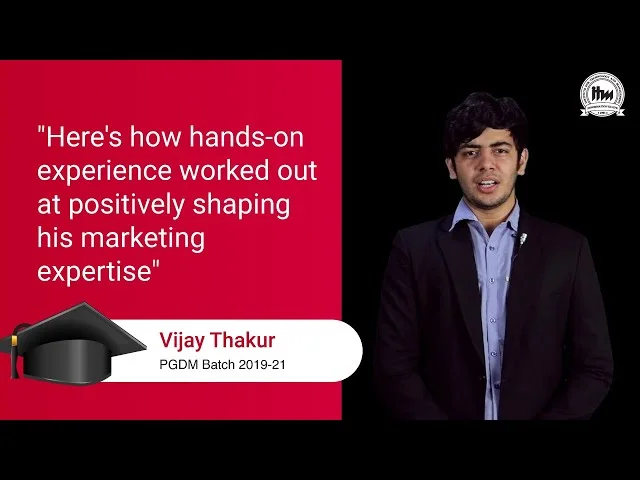 "Here's how hands-on
experience worked out
at positively shaping
his marketing
expertise"
Vijay Thakur
PGDM Batch 2019-21
itm